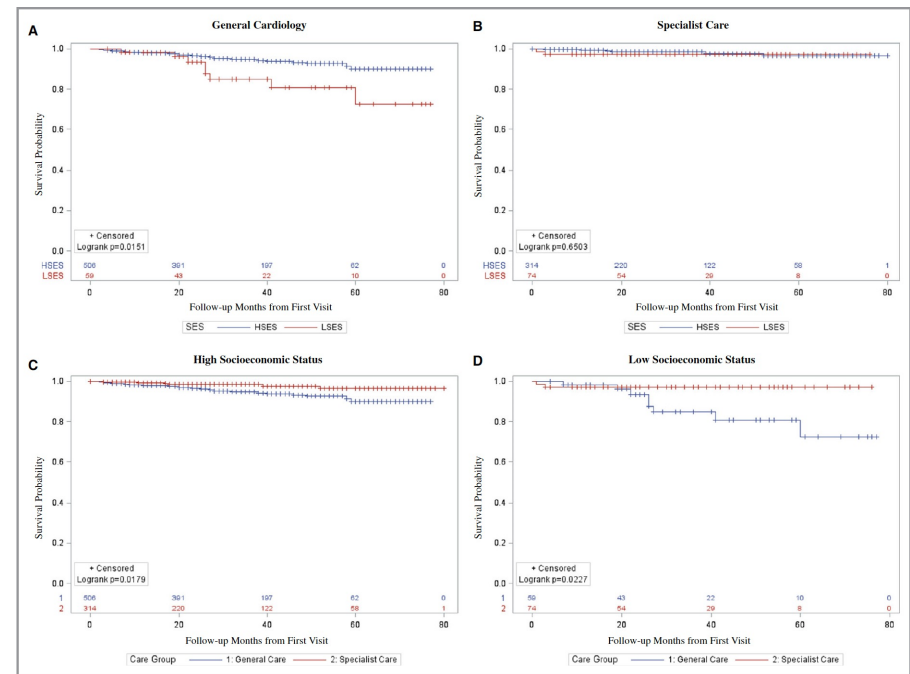 A
General Cardiology
Survival Probability
1.0
0.8
0.6
0.4
0.2
0.0
+ Censored
Logrank p=0.0151
HSES 506 391 197 62 0
LSES 59 43 22 10 0
0 20 40 60 80
Follow-up Months from First Visit
SES HSES LSES
B
Specialist Care
Survival Probability
1.0
0.8
0.6
0.4
0.2
0.0
+ Censored
Logrank p=0.6503
HSES 314 220 122 58 1
LSES 74 54 29 8 0
0 20 40 60 80
Follow-up Months from First Visit
SES HSES LSES
C
High Socioeconomic Status
Survival Probability
1.0
0.8
0.6
0.4
0.2
0.0
+ Censored
Logrank p=0.0179
1 506 391 197 62 0
2 314 220 122 58 1
0 20 40 60 80
Follow-up Months from First Visit
Care Group 1: General Care 2: Specialist Care
D
Low Socioeconomic Status
Survival Probability
1.0
0.8
0.6
0.4
0.2
0.0
+ Censored
Logrank p=0.0227
1 59 43 22 10 0
2 74 54 29 8 0
0 20 40 60 80
Follow-up Months from First Visit
Care Group 1: General Care 2: Specialist Care